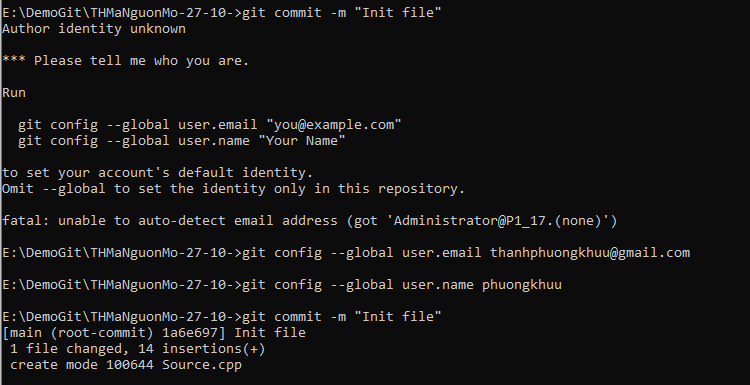 E:\DemoGit\THMaNguonMo-27-10->git commit -m "Init file"
Author identity unknown
*** Please tell me who you are.
Run
git config --global user.email "you@example.com"
git config --global user.name "Your Name"
to set your account's default identity.
Omit --global to set the identity only in this repository.
fatal: unable to auto-detect email address (got 'Administrator@P1_17.(none)')
E:\DemoGit\THMaNguonMo-27-10->git config --global user.email thanhphuongkhuu@gmail.com
E:\DemoGit\THMaNguonMo-27-10->git config --global user.name phuongkhuu
E:\DemoGit\THMaNguonMo-27-10->git commit -m "Init file"
[main (root-commit) 1a6e697] Init file
1 file changed, 14 insertions(+)
create mode 100644 Source.cpp